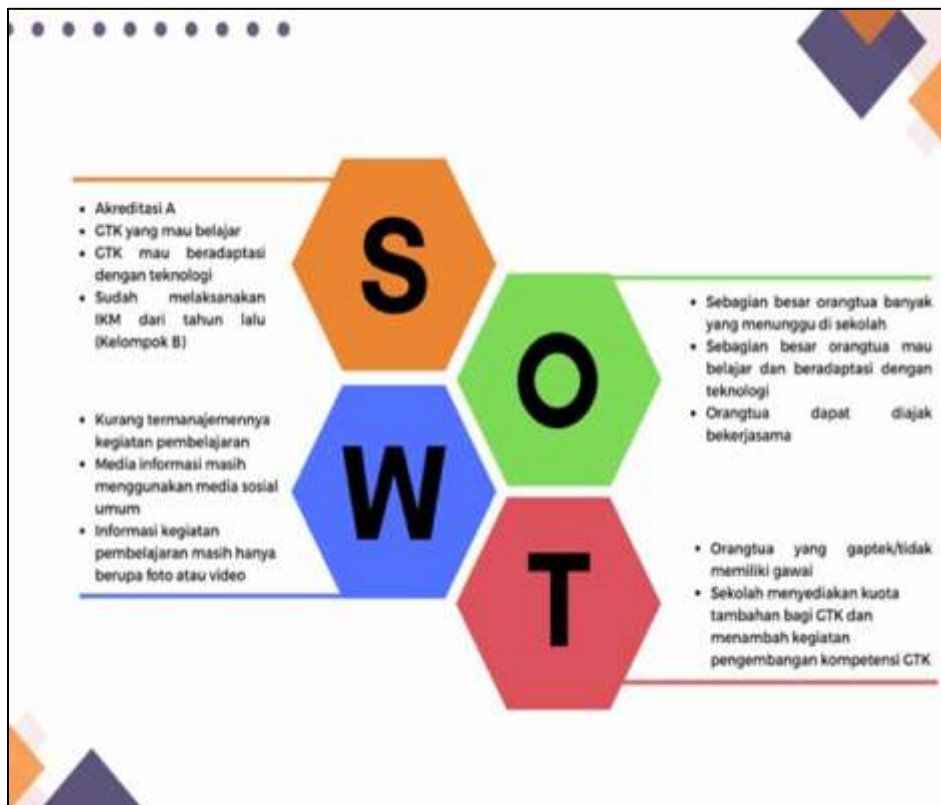 S
• Akreditasi A
• GTK yang mau belajar
• GTK mau beradaptasi
dengan teknologi
• Sudah melaksanakan
IKM dari tahun lalu
(Kelompok B)
O
• Sebagian besar orangtua banyak
yang menunggu di sekolah
• Sebagian besar orangtua mau
belajar dan beradaptasi dengan
teknologi
• Orangtua dapat diajak
bekerjasama
W
• Kurang termanajemennya
kegiatan pembelajaran
• Media informasi masih
menggunakan media sosial
umum
• Informasi kegiatan
pembelajaran masih hanya
berupa foto atau video
T
• Orangtua yang gaptek/tidak
memiliki gawai
• Sekolah menyediakan kuota
tambahan bagi GTK dan
menambah kegiatan
pengembangan kompetensi GTK